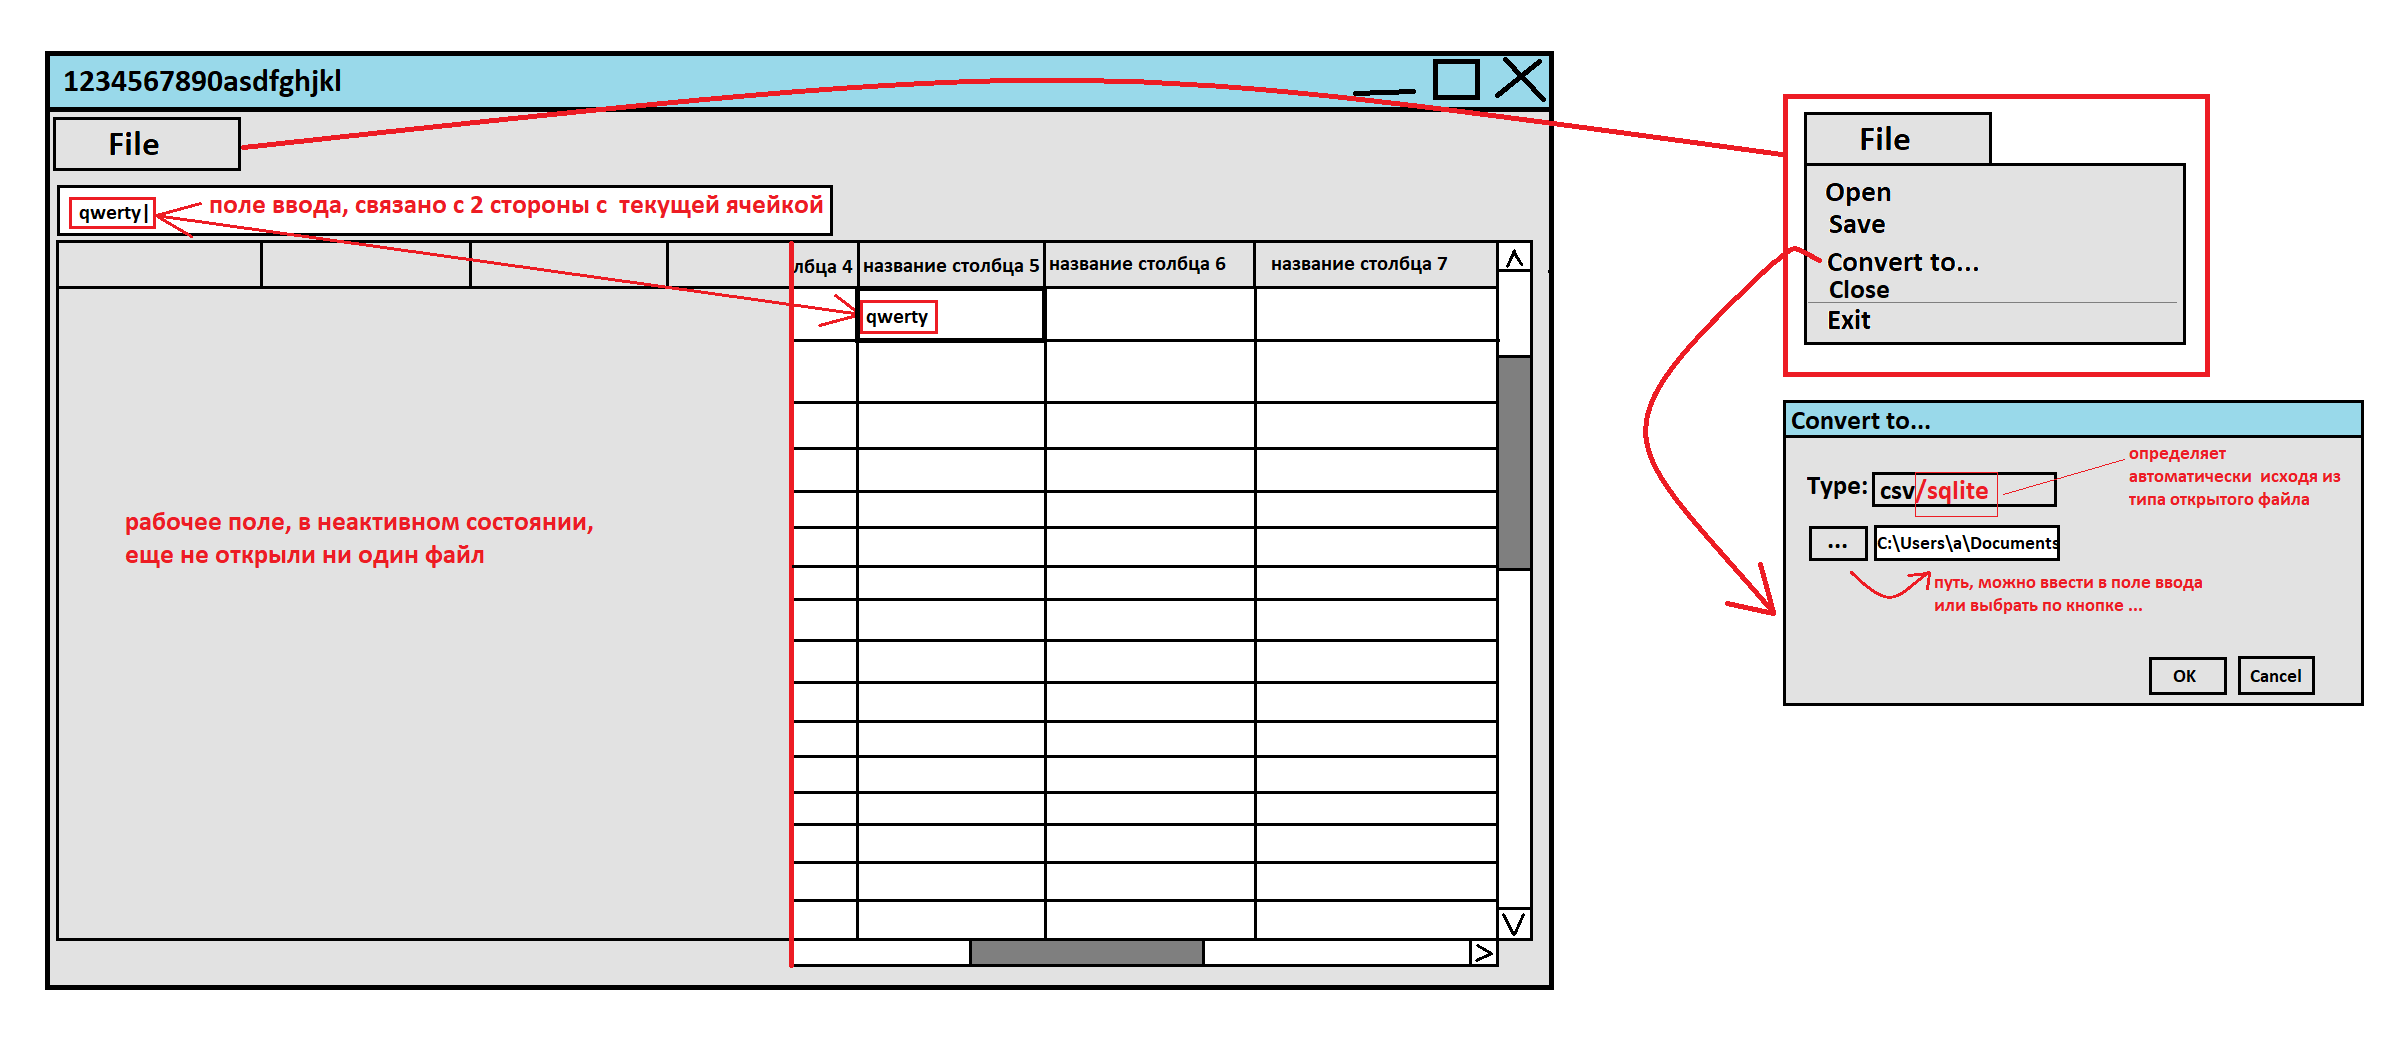 1234567890asdfghjkl
File
qwerty|
поле ввода, связано с 2 стороны с текущей ячейкой
лбца 4
название столбца 5
название столбца 6
название столбца 7
qwerty
рабочее поле, в неактивном состоянии,
еще не открыли ни один файл
File
Open
Save
Convert to...
Close
Exit
Convert to...
Type:
csv/sqlite
определяет
автоматически исходя из
типа открытого файла
...
C:\Users\a\Documents
путь, можно ввести в поле ввода
или выбрать по кнопке ...
OK
Cancel